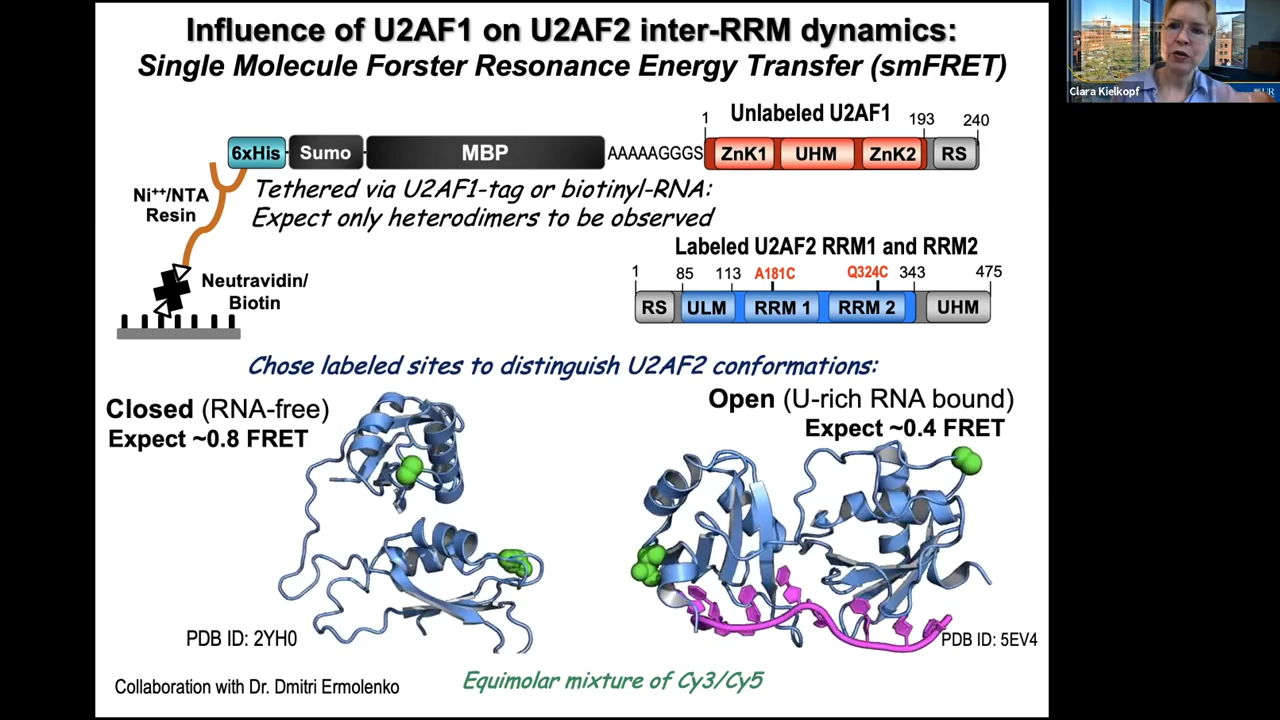 Influence of U2AF1 on U2AF2 inter-RRM dynamics:
Single Molecule Forster Resonance Energy Transfer (smFRET)
Clara Kielkopf
UR
Unlabeled U2AF1
1 193 240
6xHis Sumo MBP AAAAAGGGS ZnK1 UHM ZnK2 RS
Ni⁺⁺/NTA
Resin
Tethered via U2AF1-tag or biotinyl-RNA:
Expect only heterodimers to be observed
Labeled U2AF2 RRM1 and RRM2
1 85 113 A181C Q324C 343 475
RS ULM RRM 1 RRM 2 UHM
Neutravidin/
Biotin
Chose labeled sites to distinguish U2AF2 conformations:
Closed (RNA-free)
Expect ~0.8 FRET
Open (U-rich RNA bound)
Expect ~0.4 FRET
PDB ID: 2YH0
PDB ID: 5EV4
Collaboration with Dr. Dmitri Ermolenko
Equimolar mixture of Cy3/Cy5